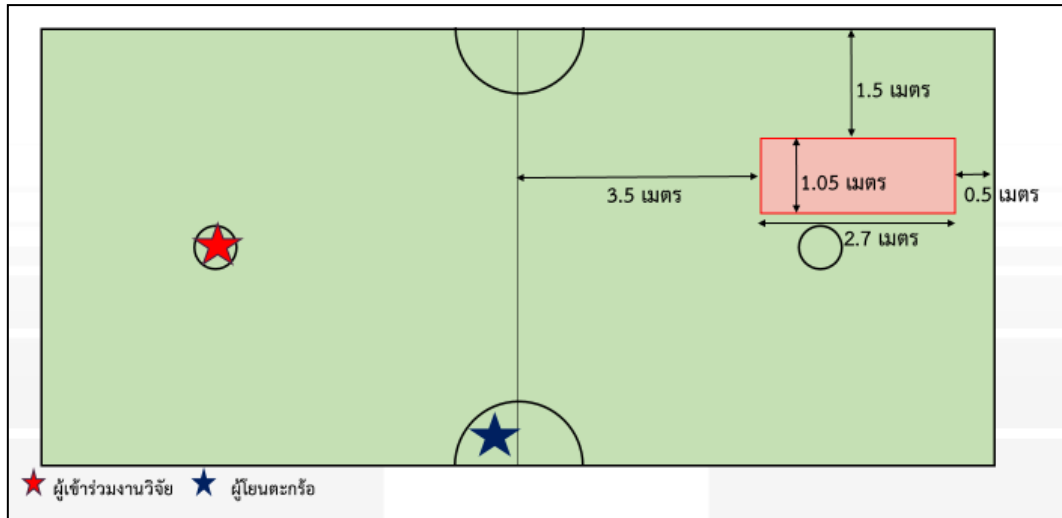 1.5 เมตร
1.05 เมตร
3.5 เมตร
0.5 เมตร
2.7 เมตร
ผู้เข้าร่วมงานวิจัย ผู้โยนตะกร้อ